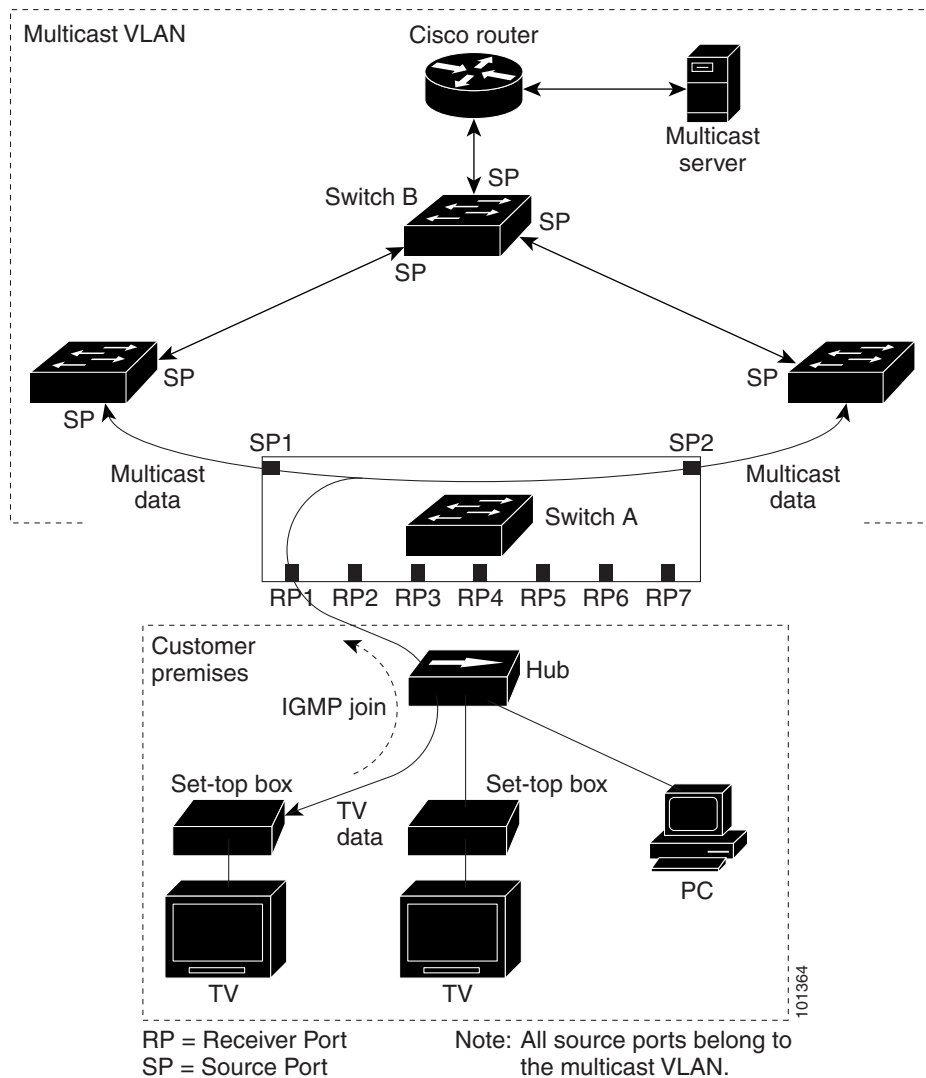 Multicast VLAN
Cisco router
Multicast
server
SP
Switch B
SP
SP
SP
SP
SP
SP1
SP2
Multicast
data
Multicast
data
Switch A
RP1 RP2 RP3 RP4 RP5 RP6 RP7
Customer
premises
Hub
IGMP join
Set-top box
Set-top box
TV
data
PC
TV
TV
101364
RP = Receiver Port
SP = Source Port
Note: All source ports belong to
the multicast VLAN.